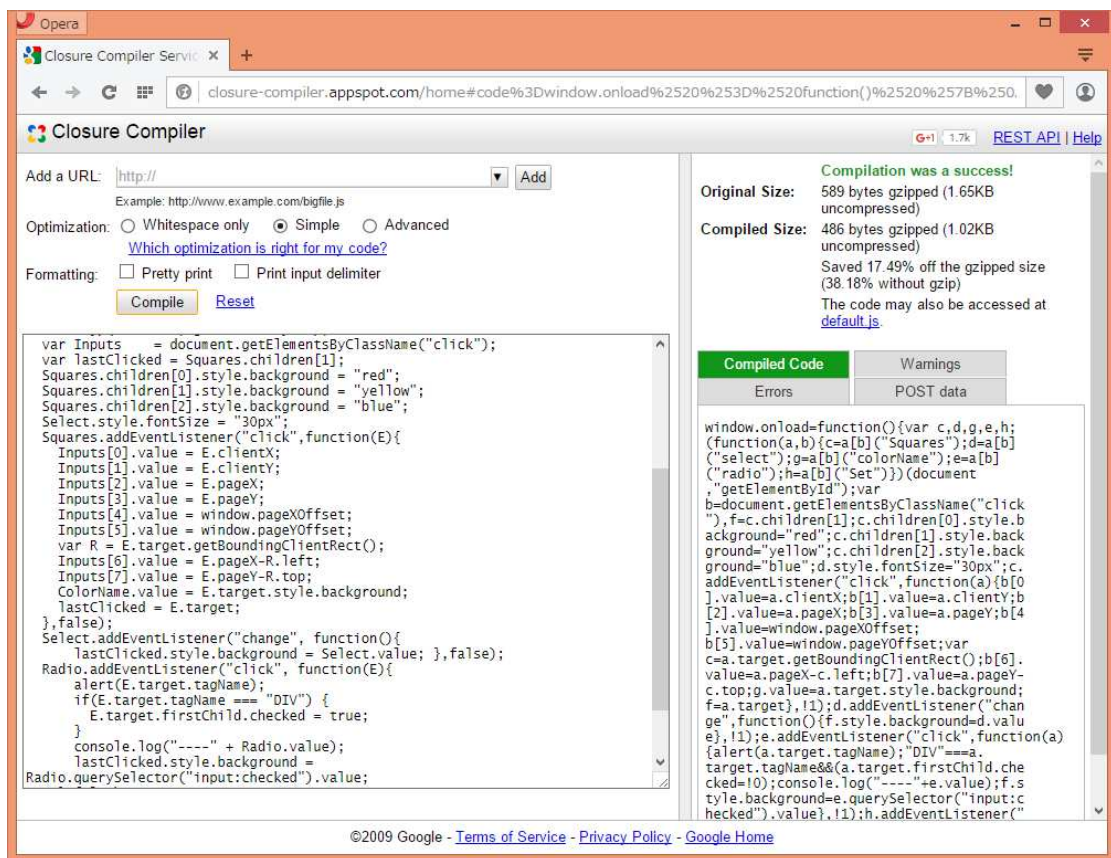 Opera
Closure Compiler Servic
closure-compiler.appspot.com/home#code%3Dwindow.onload%2520%253D%2520function()%2520%257B%250.
Closure Compiler
G+1 1.7k REST API | Help
Add a URL: http:// Add
Example: http://www.example.com/bigfile.js
Optimization: Whitespace only Simple Advanced
Which optimization is right for my code?
Formatting: Pretty print Print input delimiter
Compile Reset
var Inputs    = document.getElementsByClassName("click");
var lastClicked = Squares.children[1];
Squares.children[0].style.background = "red";
Squares.children[1].style.background = "yellow";
Squares.children[2].style.background = "blue";
Select.style.fontSize = "30px";
Squares.addEventListener("click",function(E){
Inputs[0].value = E.clientX;
Inputs[1].value = E.clientY;
Inputs[2].value = E.pageX;
Inputs[3].value = E.pageY;
Inputs[4].value = window.pageXOffset;
Inputs[5].value = window.pageYOffset;
var R = E.target.getBoundingClientRect();
Inputs[6].value = E.pageX-R.left;
Inputs[7].value = E.pageY-R.top;
ColorName.value = E.target.style.background;
lastClicked = E.target;
},false);
Select.addEventListener("change", function(){
lastClicked.style.background = Select.value; },false);
Radio.addEventListener("click", function(E){
alert(E.target.tagName);
if(E.target.tagName === "DIV") {
E.target.firstChild.checked = true;
}
console.log("----" + Radio.value);
lastClicked.style.background =
Radio.querySelector("input:checked").value;
Compilation was a success!
Original Size: 589 bytes gzipped (1.65KB
uncompressed)
Compiled Size: 486 bytes gzipped (1.02KB
uncompressed)
Saved 17.49% off the gzipped size
(38.18% without gzip)
The code may also be accessed at
default.js.
Compiled Code Warnings
Errors POST data
window.onload=function(){var c,d,g,e,h;
(function(a,b){c=a[b]("Squares");d=a[b]
("select");g=a[b]("colorName");e=a[b]
("radio");h=a[b]("Set")})(document
,"getElementById");var
b=document.getElementsByClassName("click
"),f=c.children[1];c.children[0].style.b
ackground="red";c.children[1].style.back
ground="yellow";c.children[2].style.back
ground="blue";d.style.fontSize="30px";c.
addEventListener("click",function(a){b[0
].value=a.clientX;b[1].value=a.clientY;b
[2].value=a.pageX;b[3].value=a.pageY;b[4
].value=window.pageXOffset;
b[5].value=window.pageYOffset;var
c=a.target.getBoundingClientRect();b[6].
value=a.pageX-c.left;b[7].value=a.pageY-
c.top;g.value=a.target.style.background;
f=a.target},!1);d.addEventListener("chan
ge",function(){f.style.background=d.valu
e},!1);e.addEventListener("click",function(a)
{alert(a.target.tagName);"DIV"===a.
target.tagName&&(a.target.firstChild.che
cked=!0);console.log("----"+e.value);f.s
tyle.background=e.querySelector("input:c
hecked").value},!1);h.addEventListener("
©2009 Google - Terms of Service - Privacy Policy - Google Home